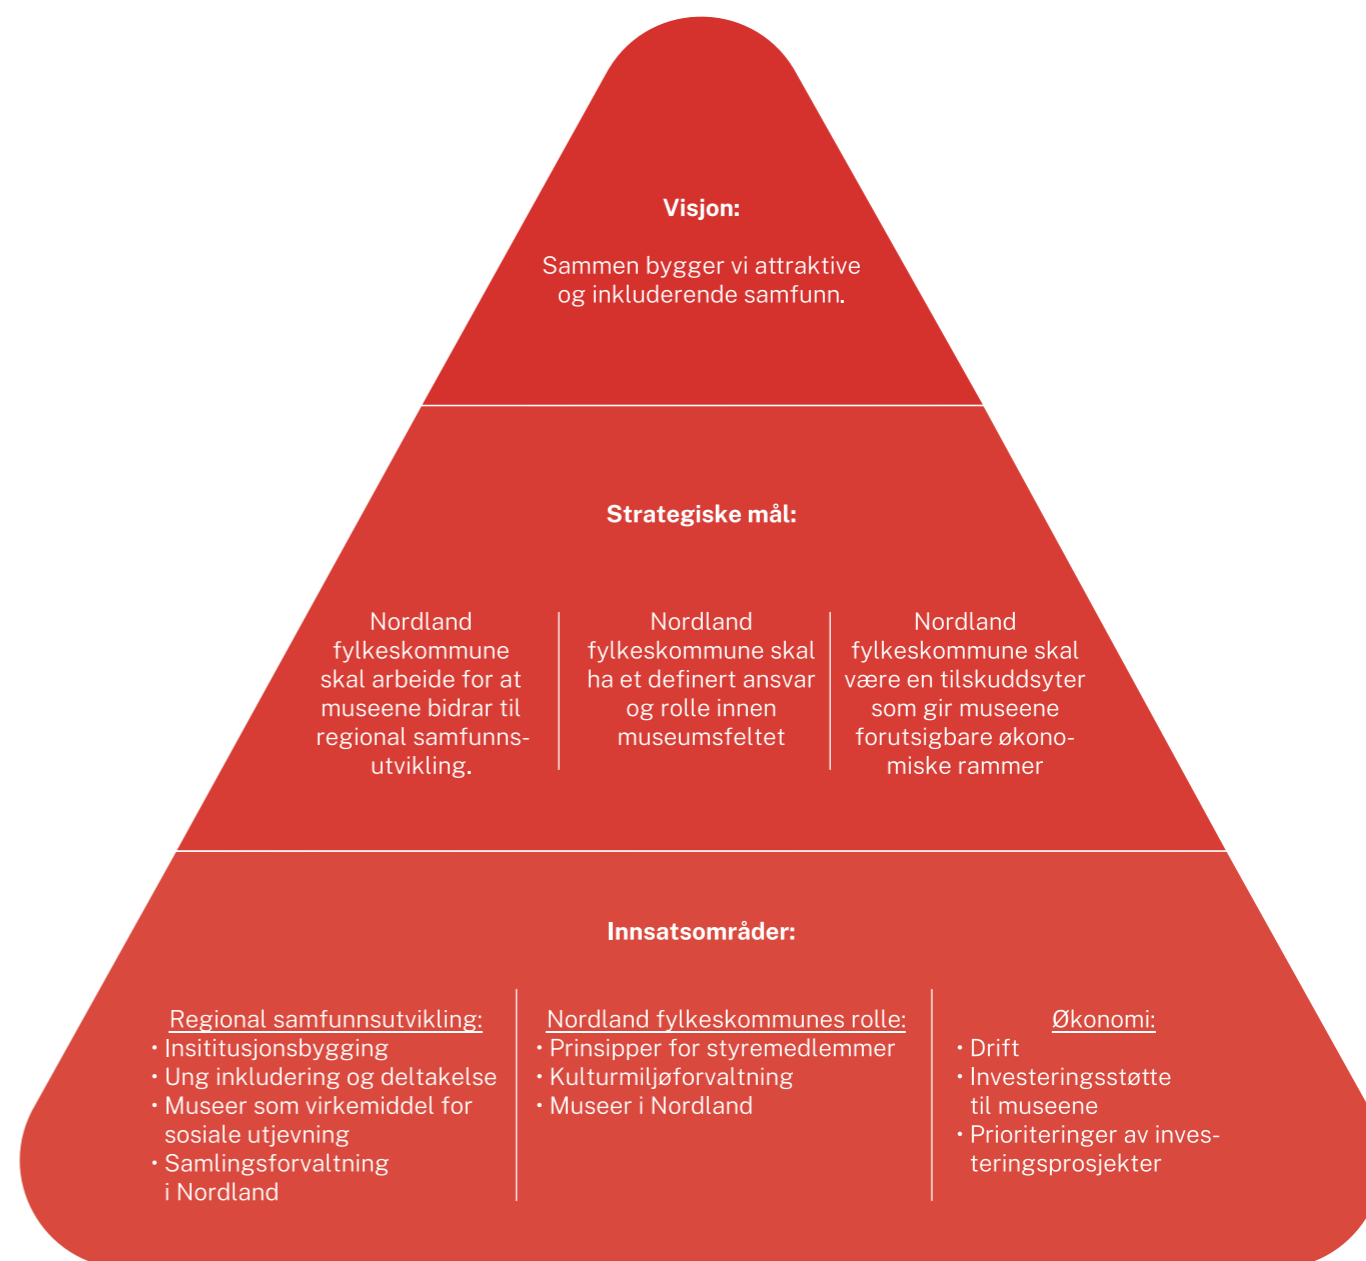 Visjon:
Sammen bygger vi attraktive
og inkluderende samfunn.
Strategiske mål:
Nordland
fylkeskommune
skal arbeide for at
museene bidrar til
regional samfunns-
utvikling.
Nordland
fylkeskommune skal
ha et definert ansvar
og rolle innen
museumsfeltet
Nordland
fylkeskommune skal
være en tilskuddsyter
som gir museene
forutsigbare økono-
miske rammer
Innsatsområder:
Regional samfunnsutvikling:
• Insititusjonsbygging
• Ung inkludering og deltakelse
• Museer som virkemiddel for
sosiale utjevning
• Samlingsforvaltning
i Nordland
Nordland fylkeskommunes rolle:
• Prinsipper for styremedlemmer
• Kulturmiljøforvaltning
• Museer i Nordland
Økonomi:
• Drift
• Investeringsstøtte
til museene
• Prioriteringer av inves-
teringsprosjekter